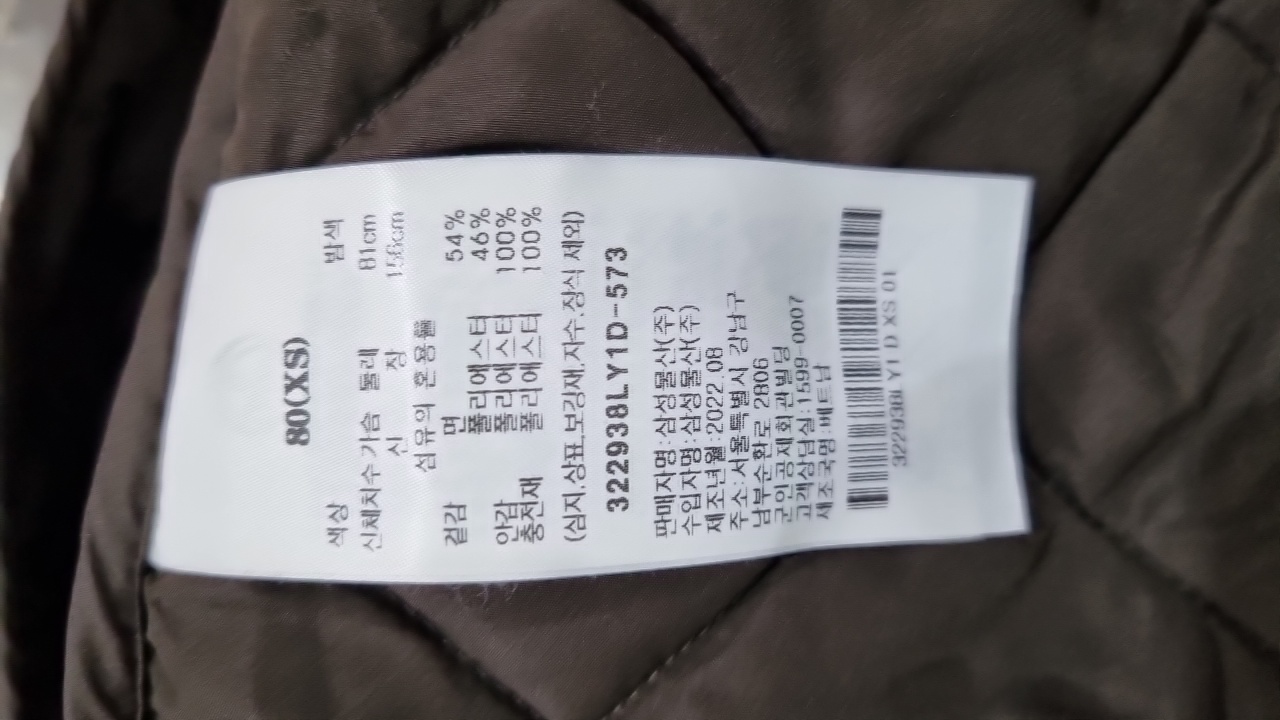 80(XS)
색상 밤색
신체치수 가슴 둘레 81cm
신 장 156cm
섬유의 혼용률
겉감 면 54%
폴리에스터 46%
안감 폴리에스터 100%
충전재 폴리에스터 100%
(심지.상표.보강재.자수.장식 제외)
322938LY1D-573
판매자명:삼성물산(주)
수입자명:삼성물산(주)
제조년월:2022.08
주소:서울특별시 강남구
남부순환로 2806
군인공제회관빌딩
고객상담실:1599-0007
제조국명:베트남
322938LY1 D XS 01